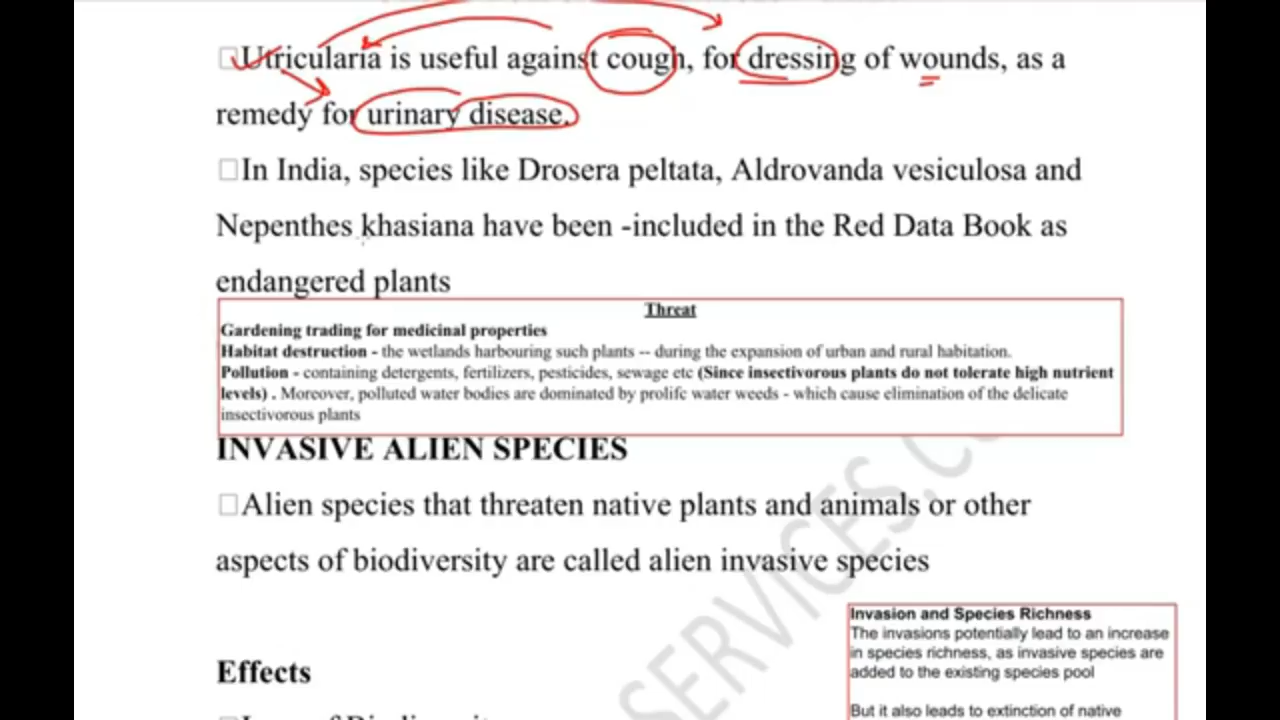 Utricularia is useful against cough, for dressing of wounds, as a
remedy for urinary disease.
In India, species like Drosera peltata, Aldrovanda vesiculosa and
Nepenthes khasiana have been -included in the Red Data Book as
endangered plants
Threat
Gardening trading for medicinal properties
Habitat destruction - the wetlands harbouring such plants -- during the expansion of urban and rural habitation.
Pollution - containing detergents, fertilizers, pesticides, sewage etc (Since insectivorous plants do not tolerate high nutrient
levels) . Moreover, polluted water bodies are dominated by prolifc water weeds - which cause elimination of the delicate
insectivorous plants
INVASIVE ALIEN SPECIES
Alien species that threaten native plants and animals or other
aspects of biodiversity are called alien invasive species
Invasion and Species Richness
The invasions potentially lead to an increase
in species richness, as invasive species are
added to the existing species pool
But it also leads to extinction of native
Effects
SERVICES.CO